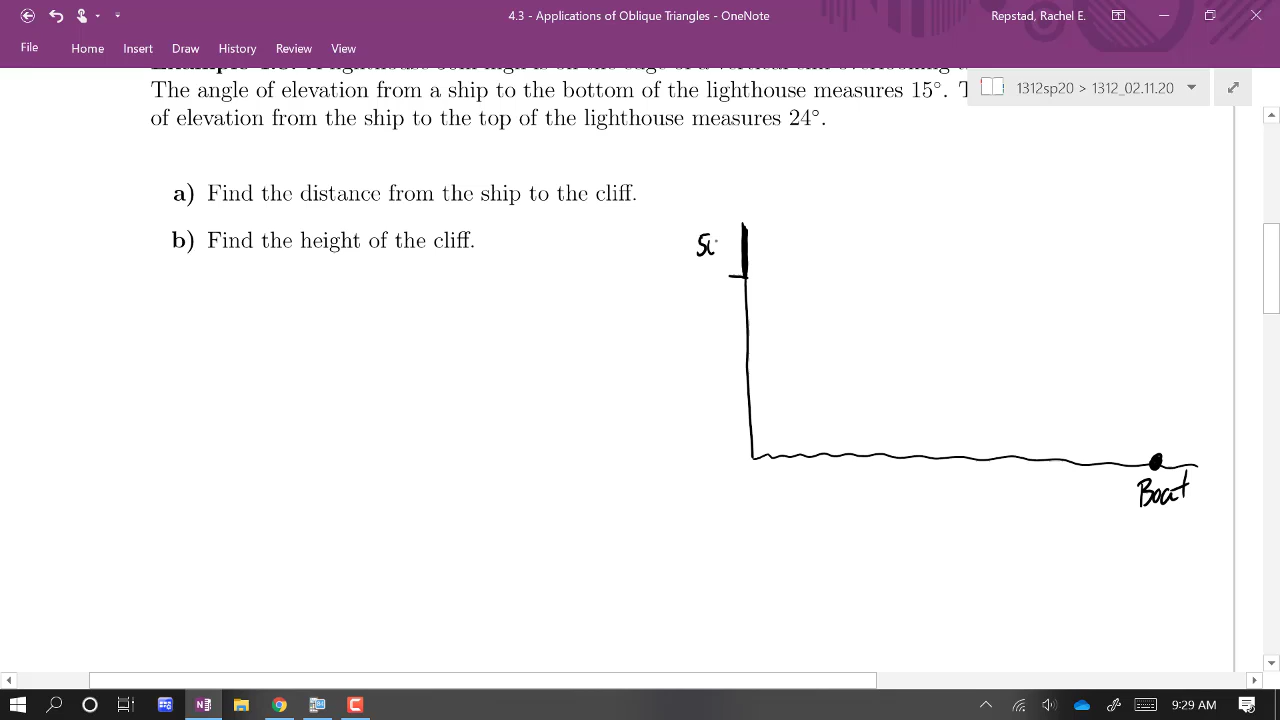 4.3 - Applications of Oblique Triangles - OneNote
Repstad, Rachel E.
File Home Insert Draw History Review View
1312sp20 > 1312_02.11.20
The angle of elevation from a ship to the bottom of the lighthouse measures 15°. T
of elevation from the ship to the top of the lighthouse measures 24°.
a) Find the distance from the ship to the cliff.
b) Find the height of the cliff.
Boat
9:29 AM